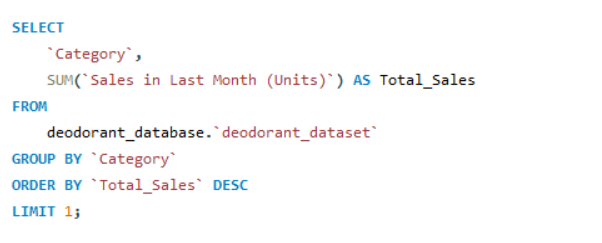 SELECT
`Category`,
SUM(`Sales in Last Month (Units)`) AS Total_Sales
FROM
deodorant_database.`deodorant_dataset`
GROUP BY `Category`
ORDER BY `Total_Sales` DESC
LIMIT 1;